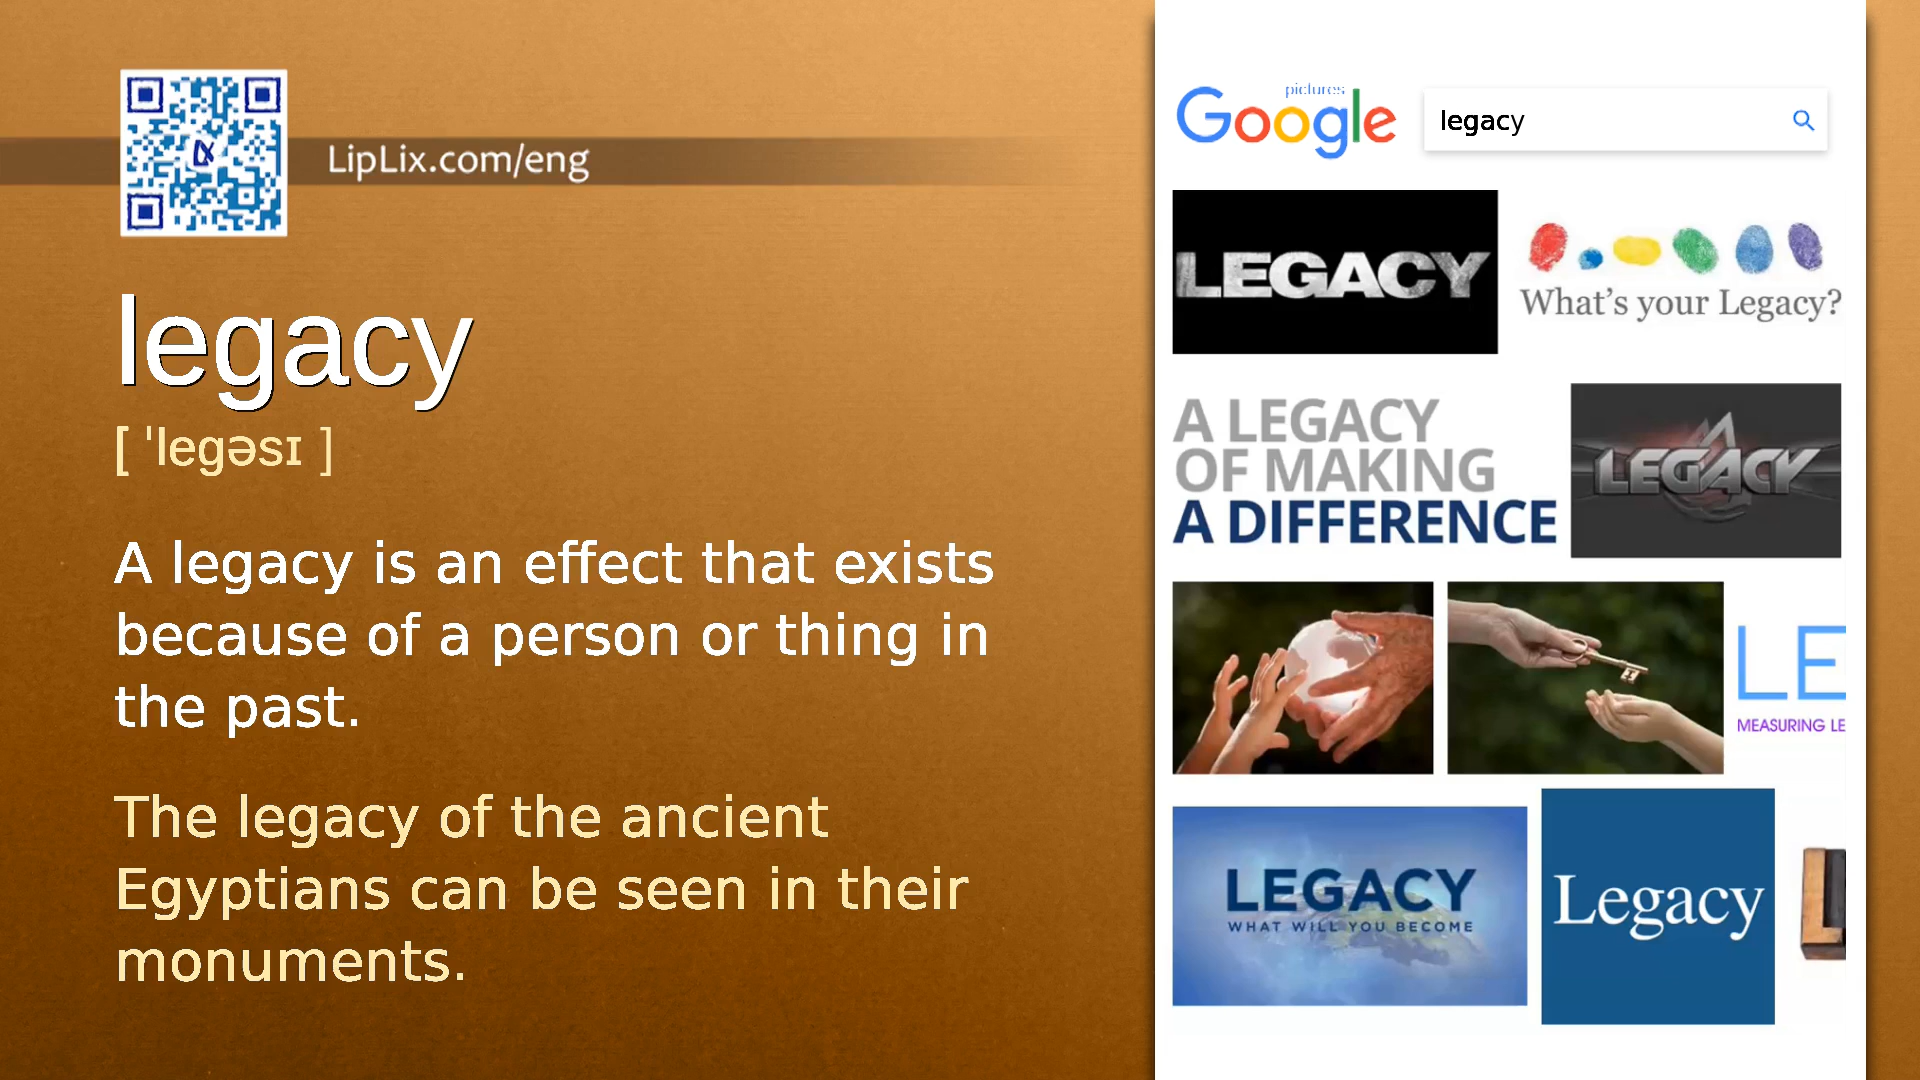 LipLix.com/eng
legacy
[ ˈlegəsɪ ]
A legacy is an effect that exists
because of a person or thing in
the past.
The legacy of the ancient
Egyptians can be seen in their
monuments.
pictures
Google
legacy
LEGACY
What's your Legacy?
A LEGACY
OF MAKING
A DIFFERENCE
LEGACY
LE
MEASURING LE
LEGACY
WHAT WILL YOU BECOME
Legacy
L